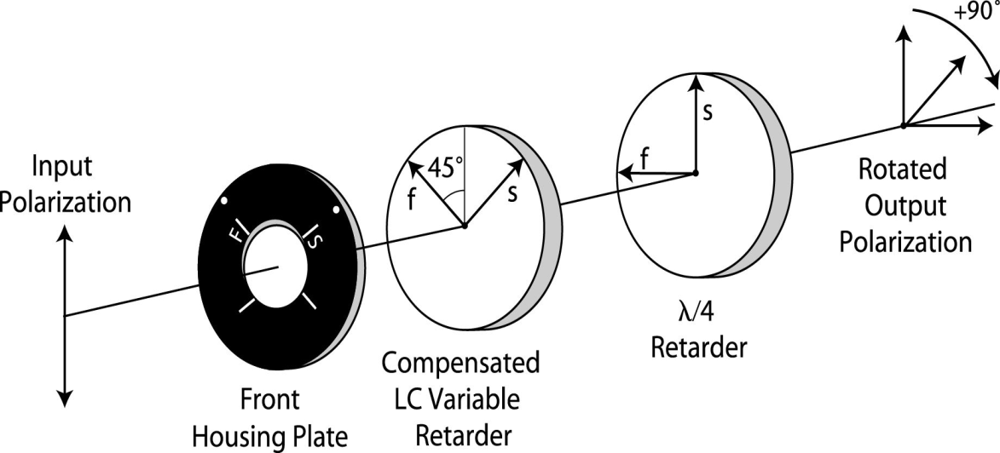 Input
Polarization
F
S
Front
Housing Plate
45°
f
s
Compensated
LC Variable
Retarder
s
f
λ/4
Retarder
+90°
Rotated
Output
Polarization